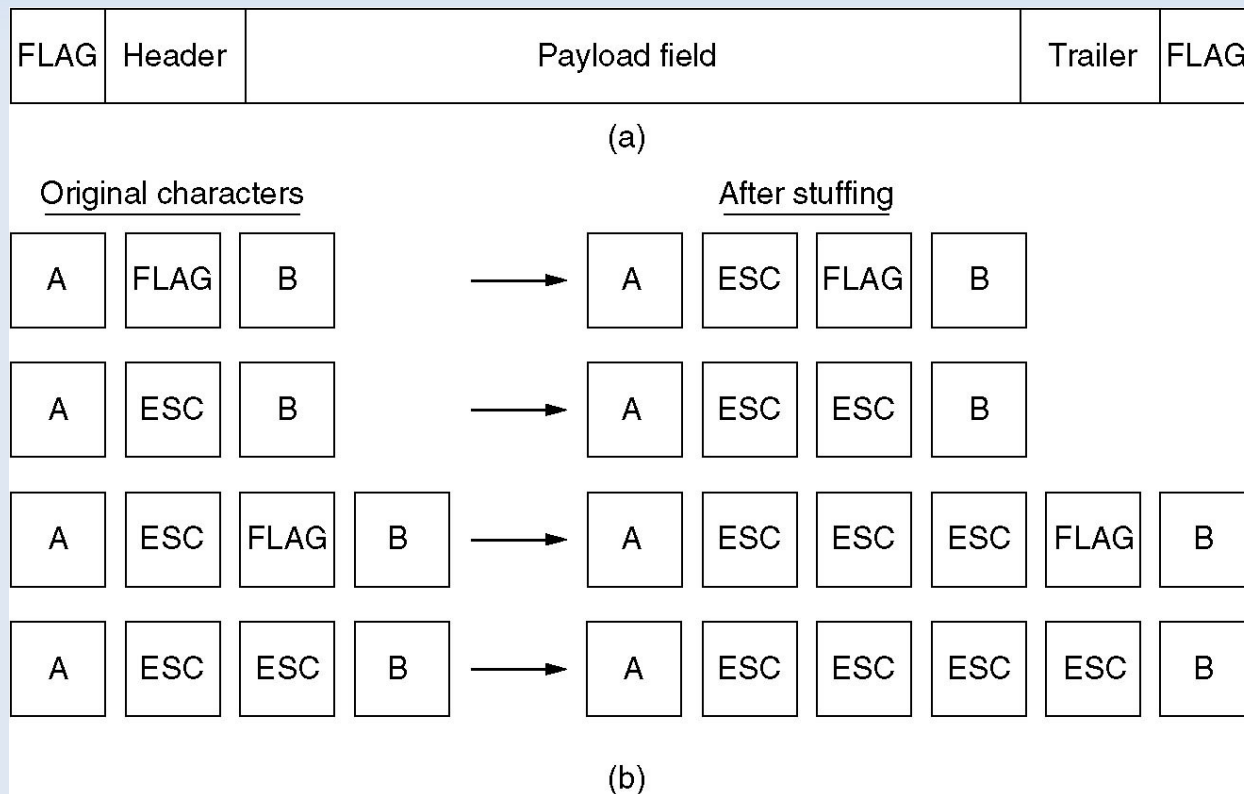 FLAG Header Payload field Trailer FLAG
(a)
Original characters After stuffing
A FLAG B A ESC FLAG B
A ESC B A ESC ESC B
A ESC FLAG B A ESC ESC ESC FLAG B
A ESC ESC B A ESC ESC ESC ESC B
(b)